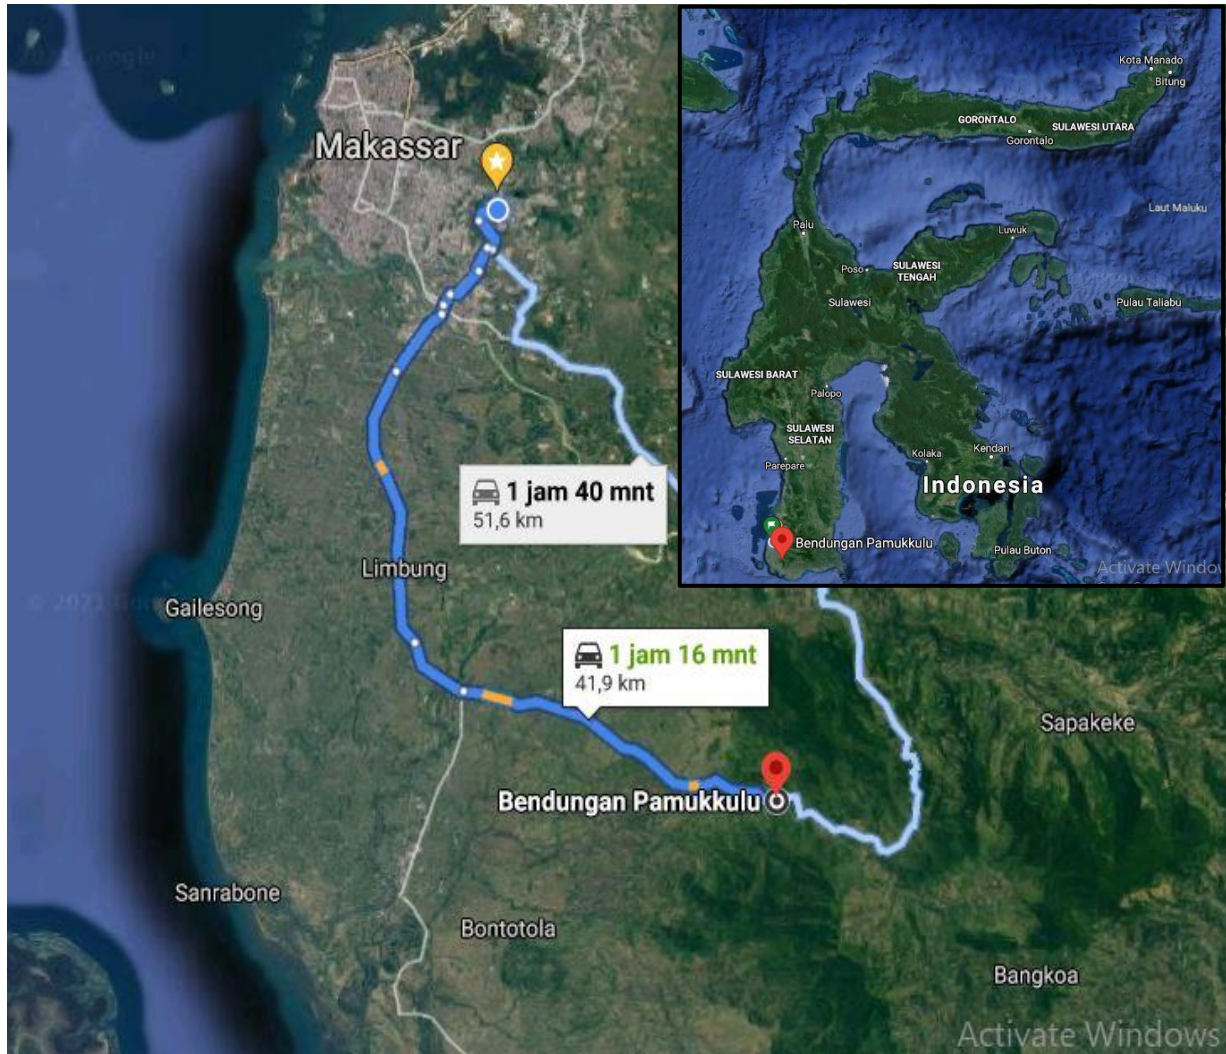 Makassar
1 jam 40 mnt
51,6 km
Limbung
Gailesong
1 jam 16 mnt
41,9 km
Sapakeke
Bendungan Pamukkulu
Sanrabone
Bontotola
Bangkoa
Activate Windows
Kota Manado
Bitung
GORONTALO
SULAWESI UTARA
Gorontalo
Laut Maluku
Palu
Luwuk
Poso
SULAWESI
TENGAH
Sulawesi
Pulau Taliabu
SULAWESI BARAT
Palopo
SULAWESI
SELATAN
Parepare
Kolaka
Kendari
Indonesia
Bendungan Pamukkulu
Pulau Buton
Activate Windov